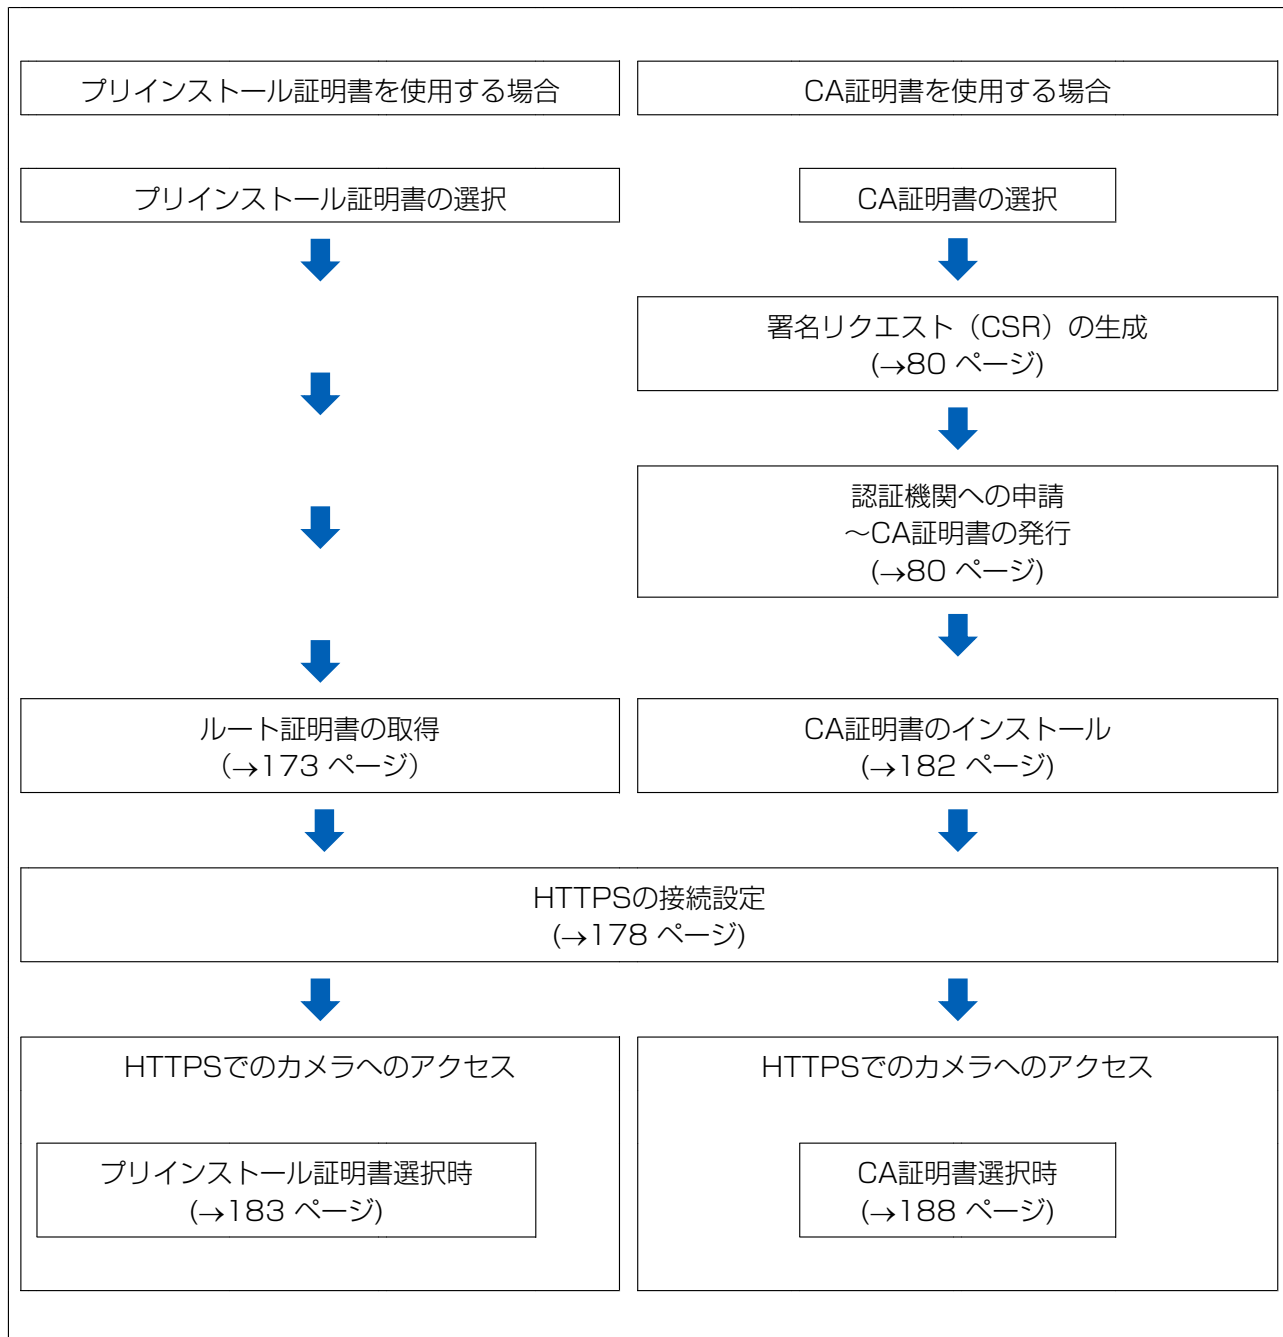 プリインストール証明書を使用する場合
CA証明書を使用する場合
プリインストール証明書の選択
CA証明書の選択
署名リクエスト（CSR）の生成
(→80 ページ)
認証機関への申請
～CA証明書の発行
(→80 ページ)
ルート証明書の取得
（→173 ページ）
CA証明書のインストール
(→182 ページ)
HTTPSの接続設定
(→178 ページ)
HTTPSでのカメラへのアクセス
プリインストール証明書選択時
(→183 ページ)
HTTPSでのカメラへのアクセス
CA証明書選択時
(→188 ページ)